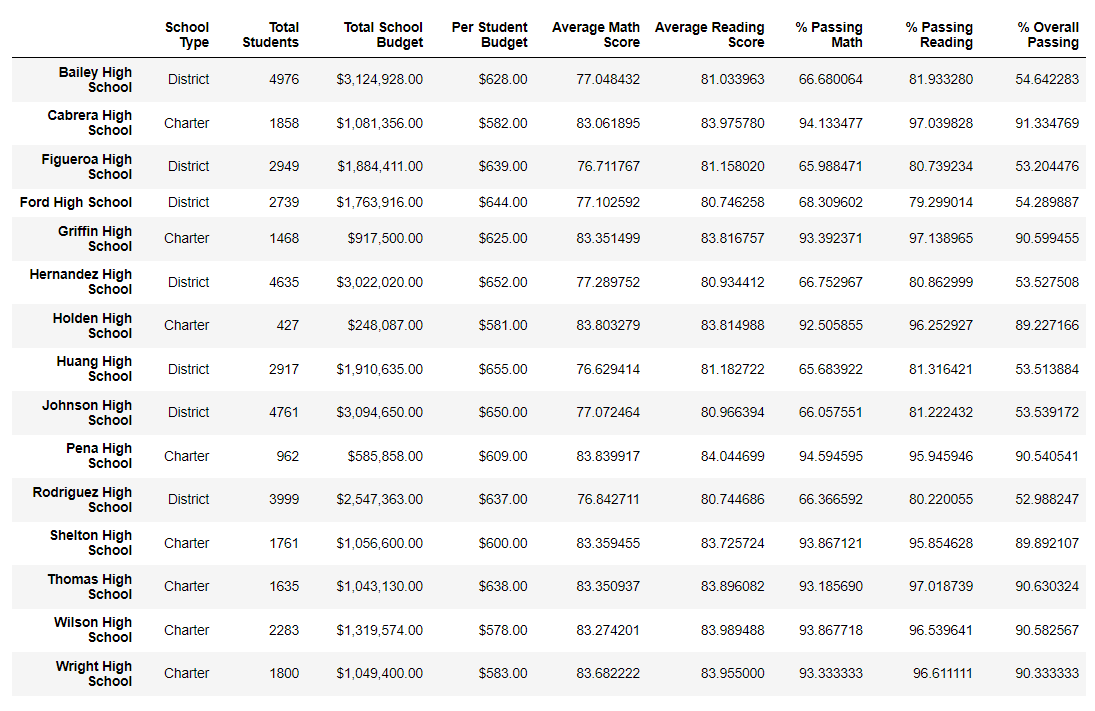 School Type Total Students Total School Budget Per Student Budget Average Math Score Average Reading Score % Passing Math % Passing Reading % Overall Passing
Bailey High School District 4976 $3,124,928.00 $628.00 77.048432 81.033963 66.680064 81.933280 54.642283
Cabrera High School Charter 1858 $1,081,356.00 $582.00 83.061895 83.975780 94.133477 97.039828 91.334769
Figueroa High School District 2949 $1,884,411.00 $639.00 76.711767 81.158020 65.988471 80.739234 53.204476
Ford High School District 2739 $1,763,916.00 $644.00 77.102592 80.746258 68.309602 79.299014 54.289887
Griffin High School Charter 1468 $917,500.00 $625.00 83.351499 83.816757 93.392371 97.138965 90.599455
Hernandez High School District 4635 $3,022,020.00 $652.00 77.289752 80.934412 66.752967 80.862999 53.527508
Holden High School Charter 427 $248,087.00 $581.00 83.803279 83.814988 92.505855 96.252927 89.227166
Huang High School District 2917 $1,910,635.00 $655.00 76.629414 81.182722 65.683922 81.316421 53.513884
Johnson High School District 4761 $3,094,650.00 $650.00 77.072464 80.966394 66.057551 81.222432 53.539172
Pena High School Charter 962 $585,858.00 $609.00 83.839917 84.044699 94.594595 95.945946 90.540541
Rodriguez High School District 3999 $2,547,363.00 $637.00 76.842711 80.744686 66.366592 80.220055 52.988247
Shelton High School Charter 1761 $1,056,600.00 $600.00 83.359455 83.725724 93.867121 95.854628 89.892107
Thomas High School Charter 1635 $1,043,130.00 $638.00 83.350937 83.896082 93.185690 97.018739 90.630324
Wilson High School Charter 2283 $1,319,574.00 $578.00 83.274201 83.989488 93.867718 96.539641 90.582567
Wright High School Charter 1800 $1,049,400.00 $583.00 83.682222 83.955000 93.333333 96.611111 90.333333